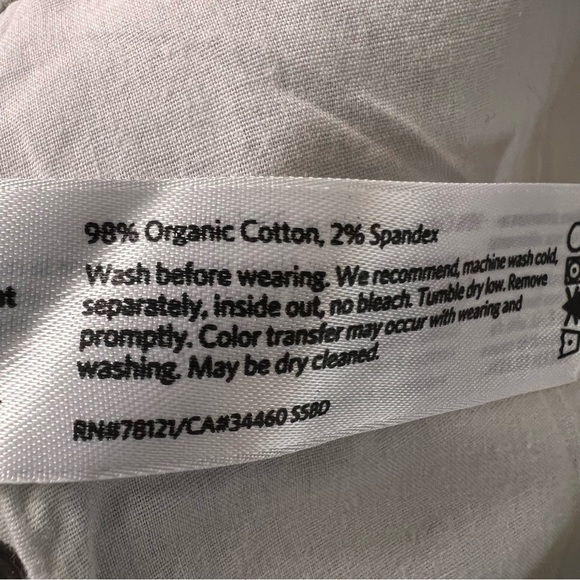 98% Organic Cotton, 2% Spandex
Wash before wearing. We recommend, machine wash cold,
separately, inside out, no bleach. Tumble dry low. Remove
promptly. Color transfer may occur with wearing and
washing. May be dry cleaned.
RN#78121/CA#34460 S58D